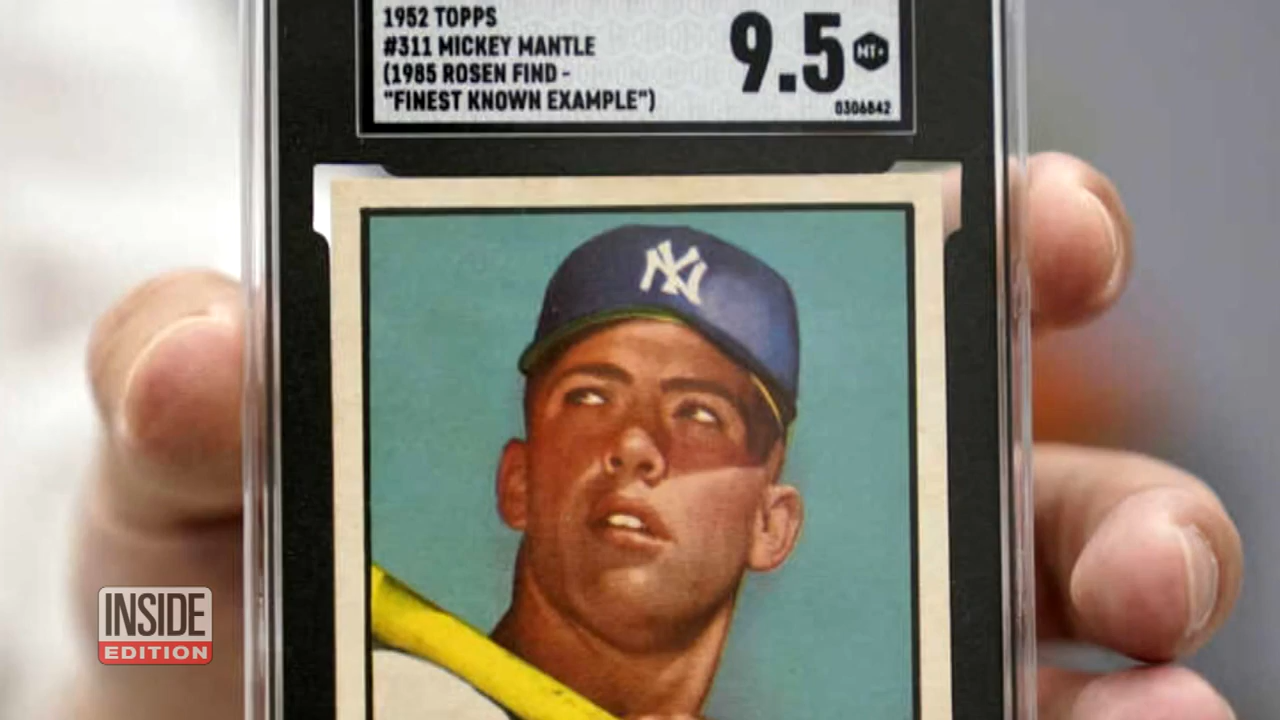 1952 TOPPS
#311 MICKEY MANTLE
(1985 ROSEN FIND -
"FINEST KNOWN EXAMPLE")
9.5
MT+
0306842
NY
INSIDE
EDITION